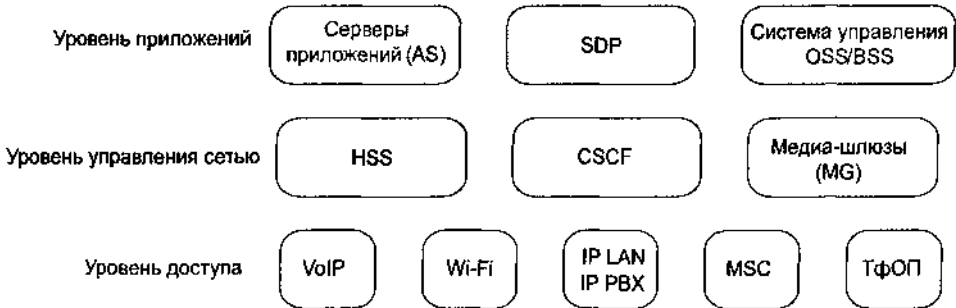 Уровень приложений
Серверы
приложений (AS)
SDP
Система управления
OSS/BSS
Уровень управления сетью
HSS
CSCF
Медиа-шлюзы
(MG)
Уровень доступа
VoIP
Wi-Fi
IP LAN
IP PBX
MSC
ТфОП